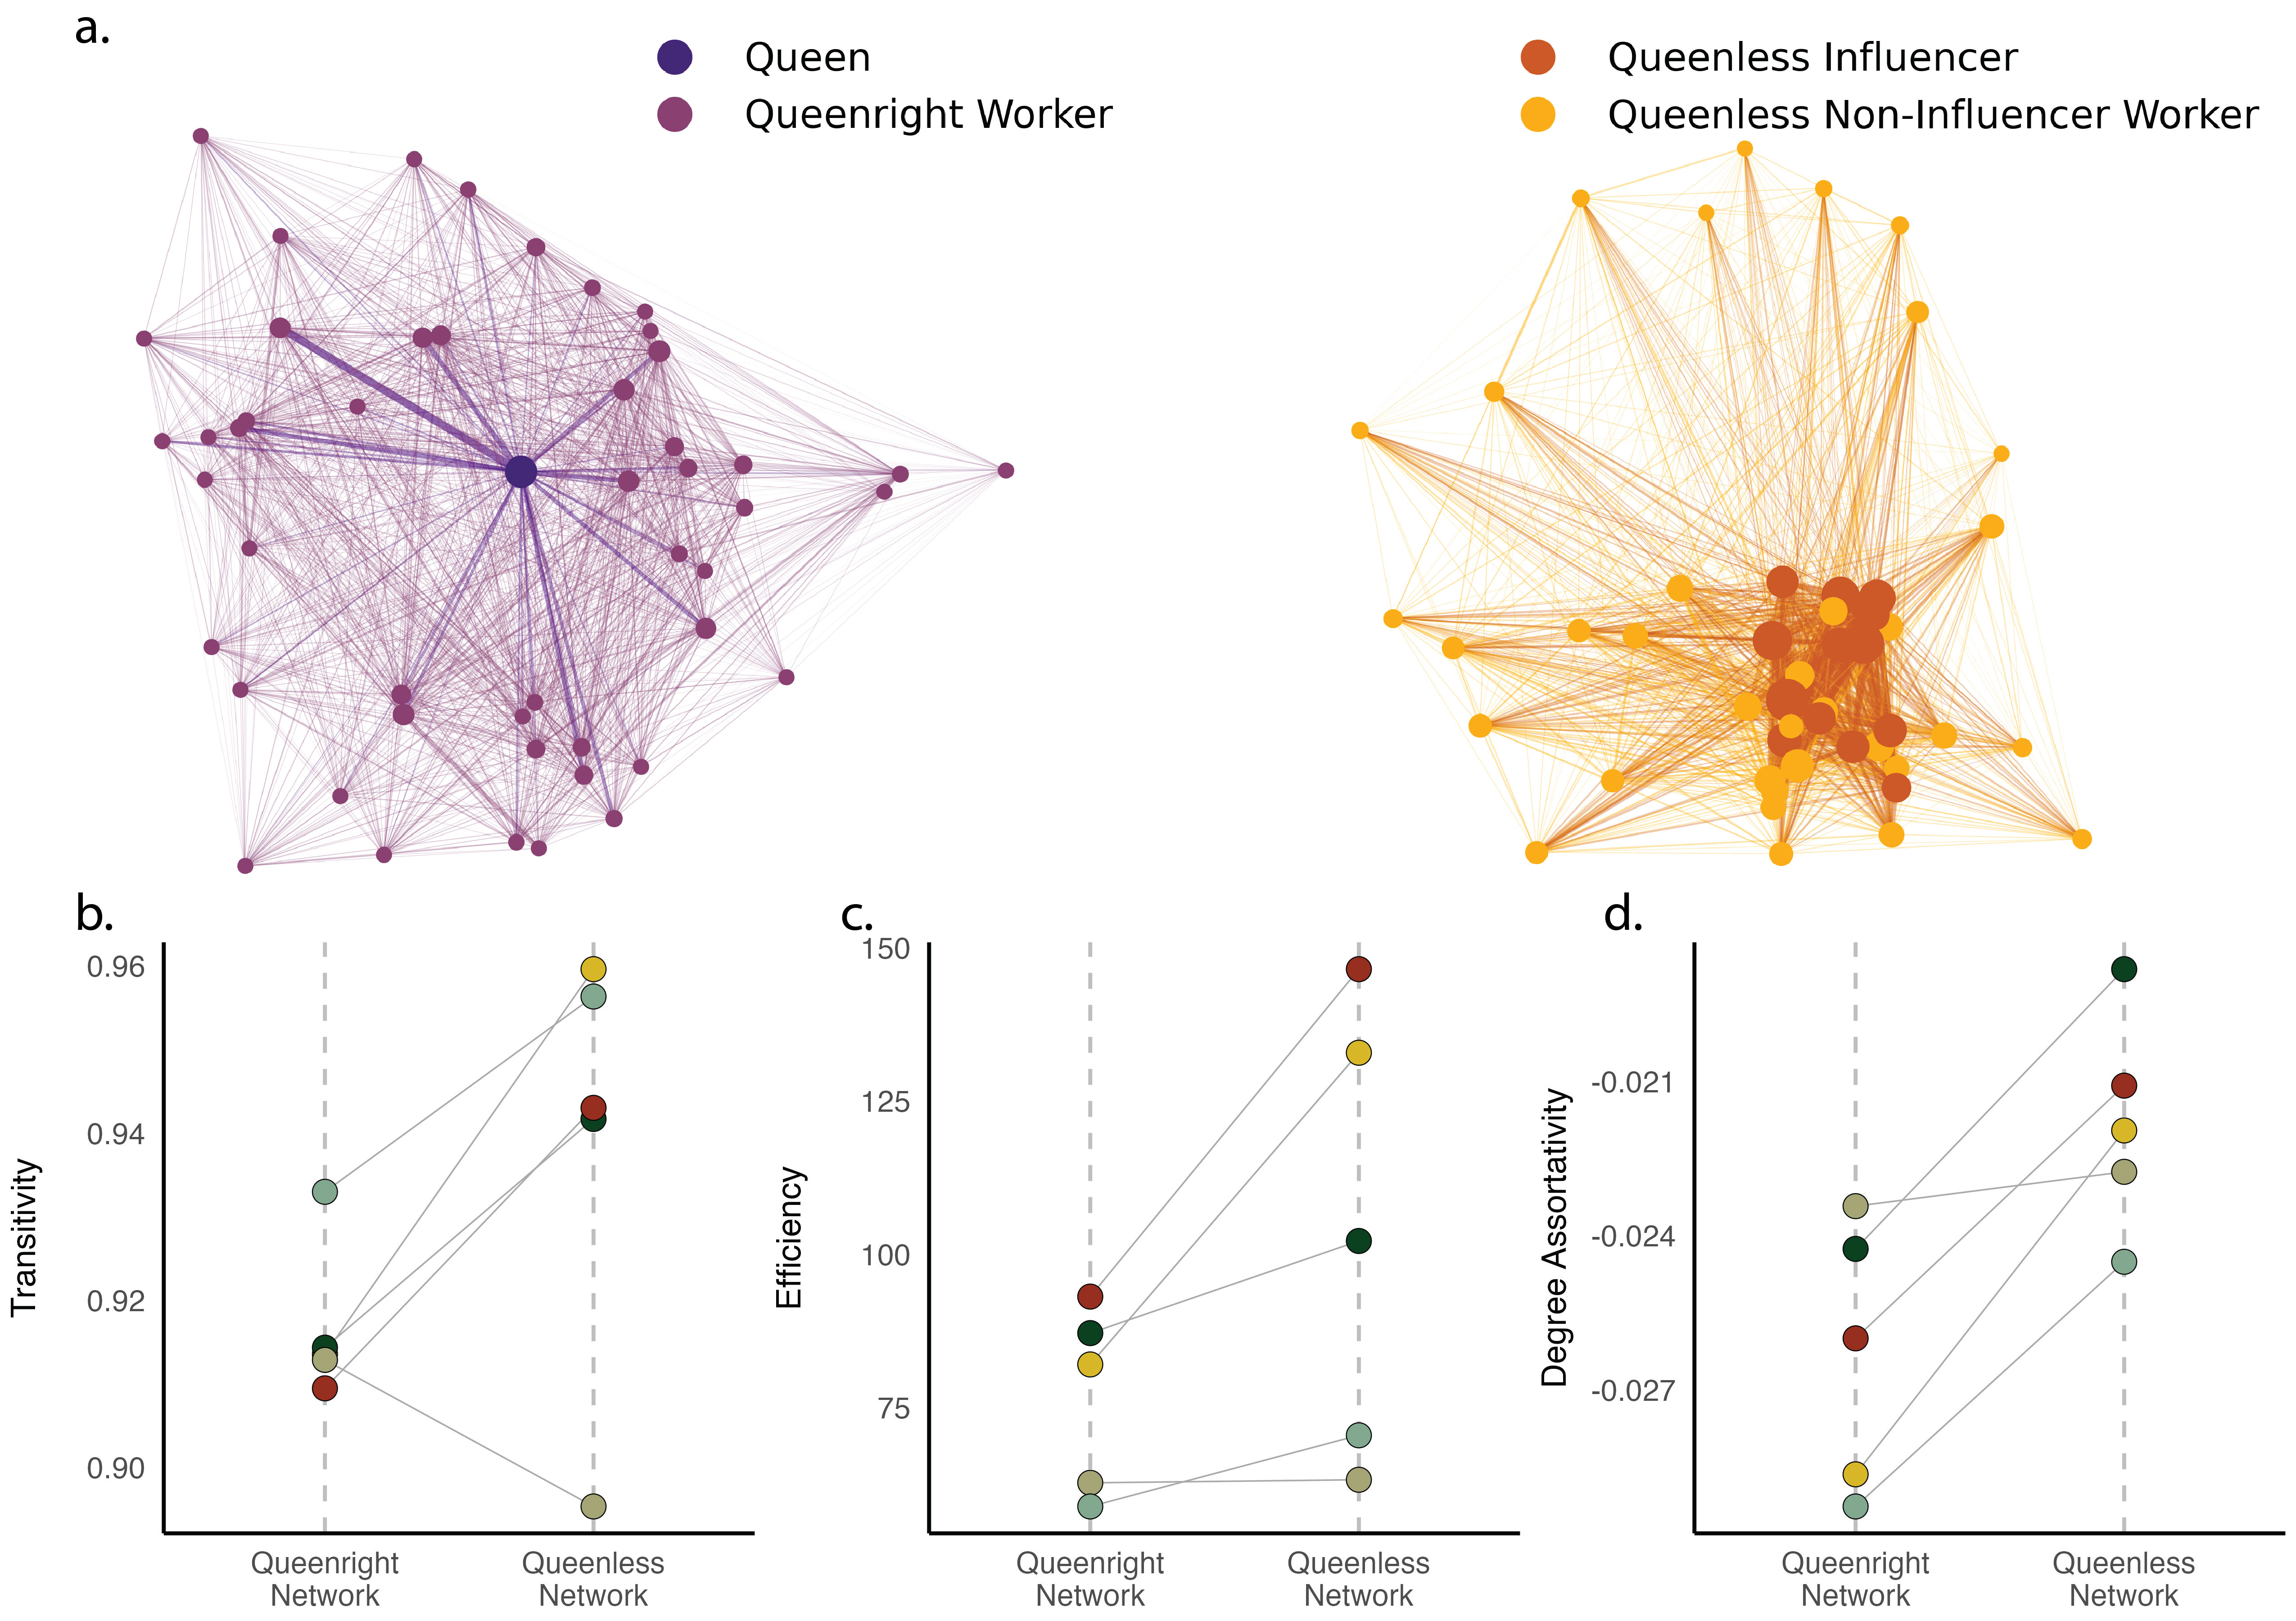 a.
Queen
Queenright Worker
Queenless Influencer
Queenless Non-Influencer Worker
b.
Transitivity
0.96
0.94
0.92
0.90
Queenright
Network
Queenless
Network
c.
Efficiency
150
125
100
75
Queenright
Network
Queenless
Network
d.
Degree Assortativity
-0.021
-0.024
-0.027
Queenright
Network
Queenless
Network